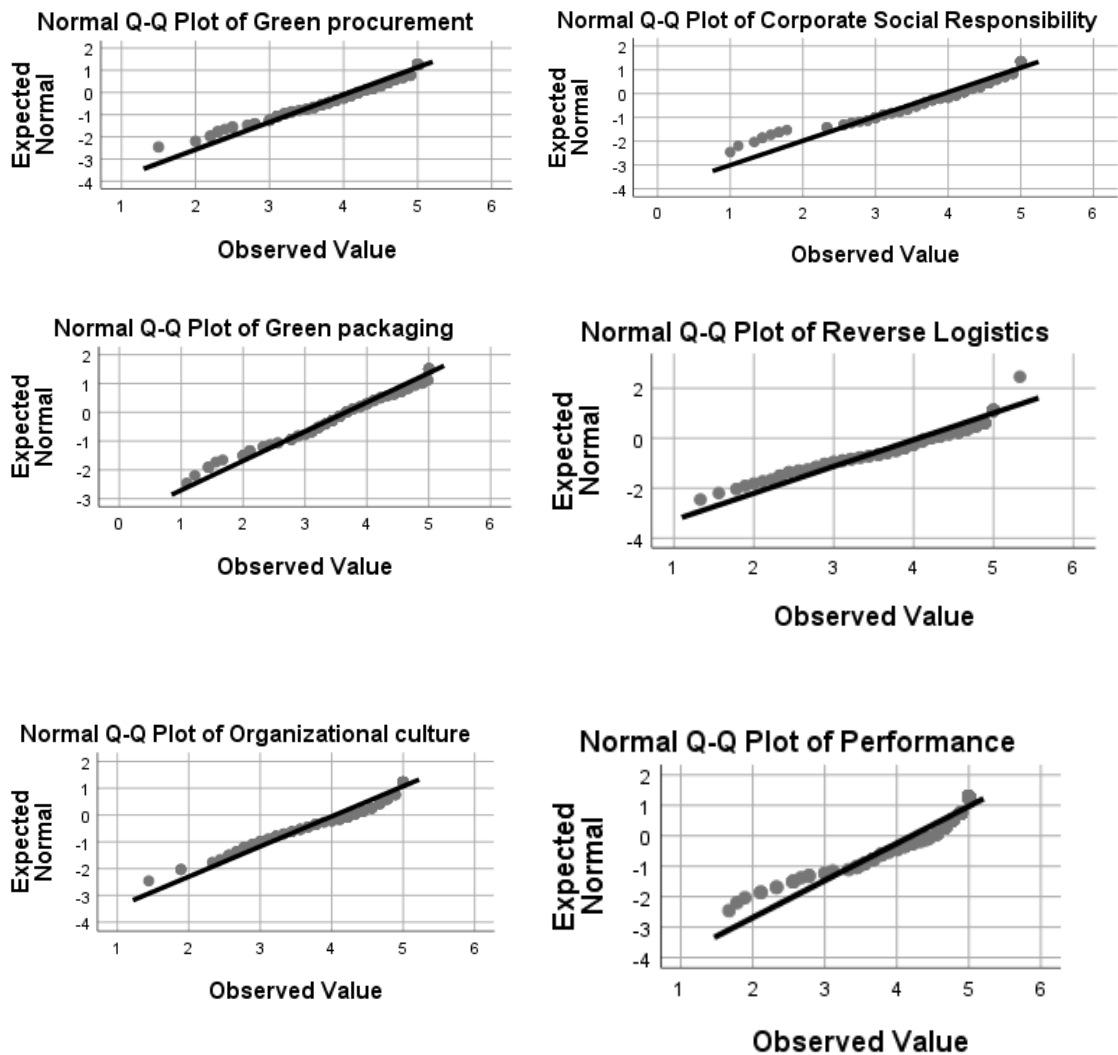 Normal Q-Q Plot of Green procurement
Expected
Normal
2
1
0
-1
-2
-3
-4
1 2 3 4 5 6
Observed Value
Normal Q-Q Plot of Corporate Social Responsibility
Expected
Normal
2
1
0
-1
-2
-3
-4
0 1 2 3 4 5 6
Observed Value
Normal Q-Q Plot of Green packaging
Expected
Normal
2
1
0
-1
-2
-3
0 1 2 3 4 5 6
Observed Value
Normal Q-Q Plot of Reverse Logistics
Expected
Normal
2
0
-2
-4
1 2 3 4 5 6
Observed Value
Normal Q-Q Plot of Organizational culture
Expected
Normal
2
1
0
-1
-2
-3
-4
1 2 3 4 5 6
Observed Value
Normal Q-Q Plot of Performance
Expected
Normal
2
1
0
-1
-2
-3
-4
1 2 3 4 5 6
Observed Value